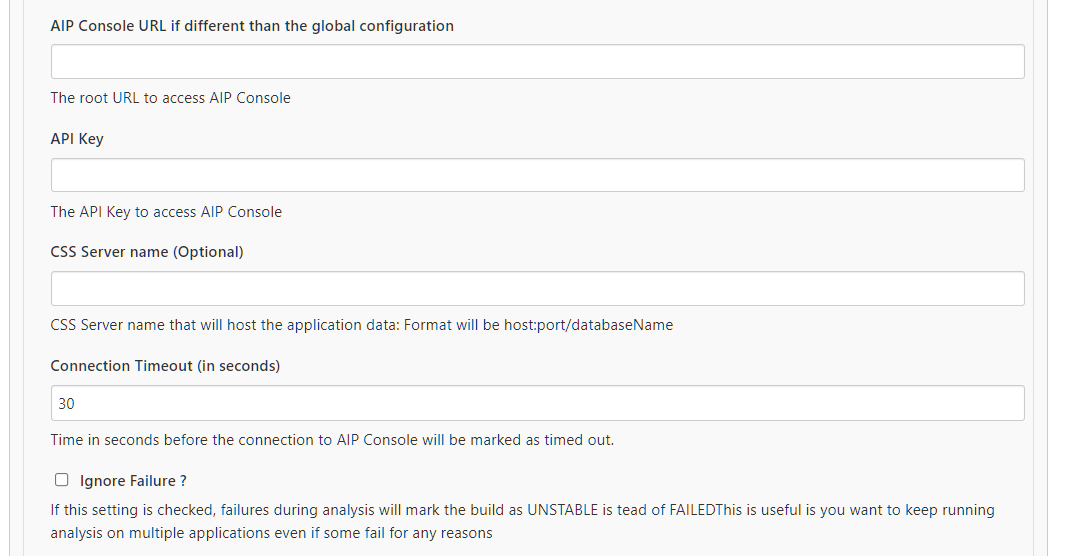 AIP Console URL if different than the global configuration
The root URL to access AIP Console
API Key
The API Key to access AIP Console
CSS Server name (Optional)
CSS Server name that will host the application data: Format will be host:port/databaseName
Connection Timeout (in seconds)
30
Time in seconds before the connection to AIP Console will be marked as timed out.
Ignore Failure ?
If this setting is checked, failures during analysis will mark the build as UNSTABLE is tead of FAILEDThis is useful is you want to keep running
analysis on multiple applications even if some fail for any reasons